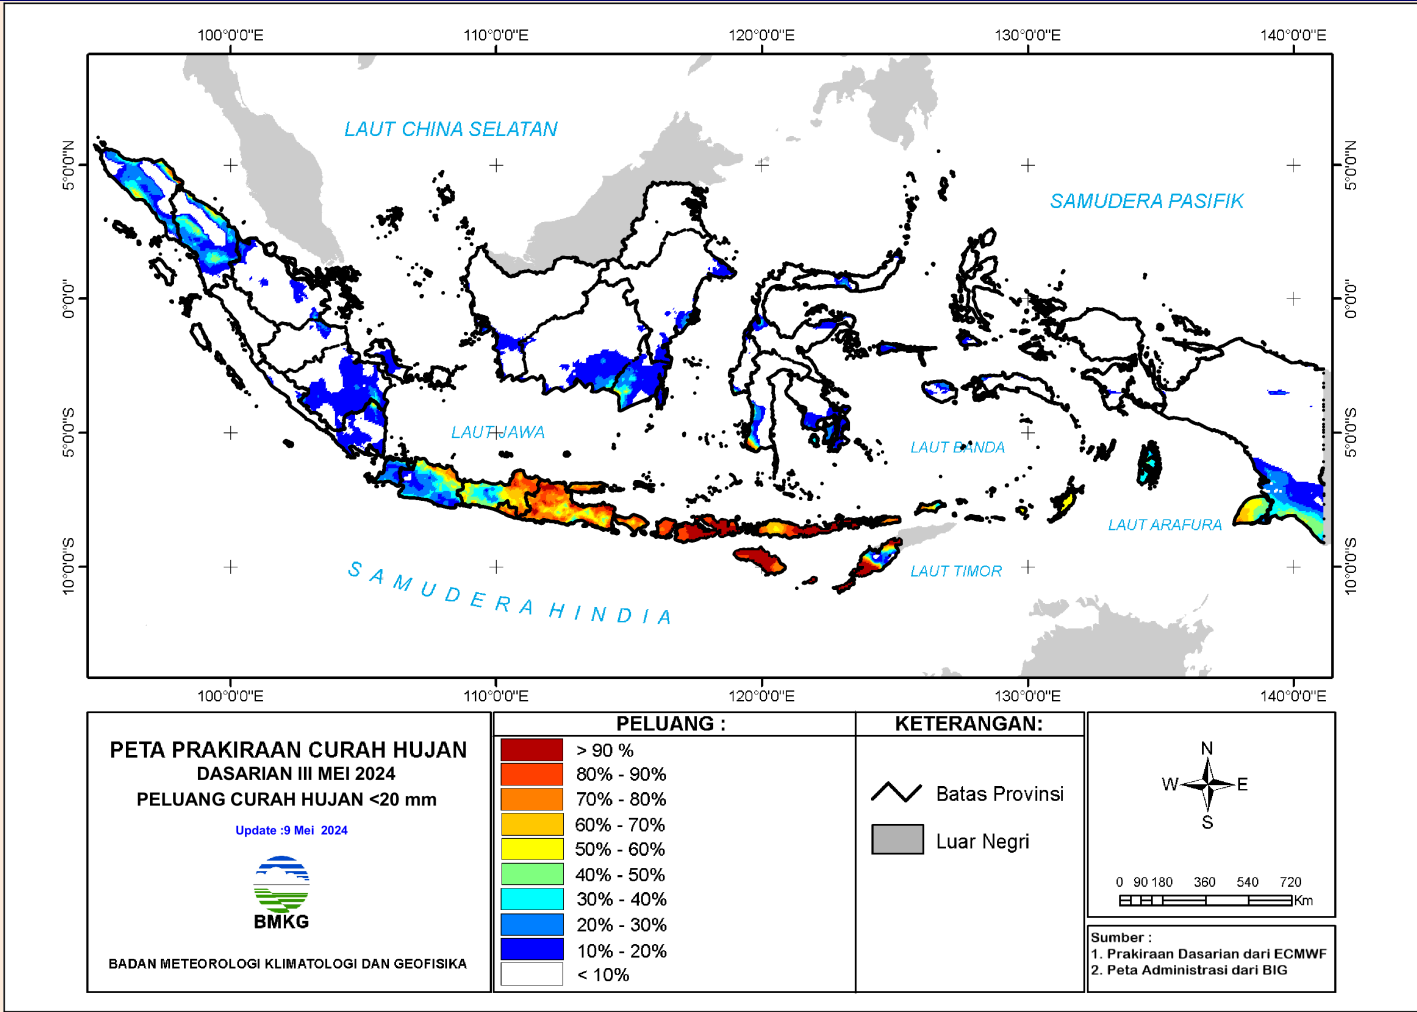 100°0'0"E 110°0'0"E 120°0'0"E 130°0'0"E 140°0'0"E
5°0'0"N
0°0'0"
5°0'0"S
10°0'0"S
LAUT CHINA SELATAN
SAMUDERA PASIFIK
LAUT JAWA
LAUT BANDA
LAUT ARAFURA
LAUT TIMOR
SAMUDERA HINDIA
5°0'0"N
0°0'0"
5°0'0"S
10°0'0"S
100°0'0"E 110°0'0"E 120°0'0"E 130°0'0"E 140°0'0"E
PETA PRAKIRAAN CURAH HUJAN
DASARIAN III MEI 2024
PELUANG CURAH HUJAN <20 mm
Update :9 Mei 2024
BMKG
BADAN METEOROLOGI KLIMATOLOGI DAN GEOFISIKA
PELUANG :
> 90 %
80% - 90%
70% - 80%
60% - 70%
50% - 60%
40% - 50%
30% - 40%
20% - 30%
10% - 20%
< 10%
KETERANGAN:
Batas Provinsi
Luar Negri
N
W E
S
0 90 180 360 540 720
Km
Sumber :
1. Prakiraan Dasarian dari ECMWF
2. Peta Administrasi dari BIG